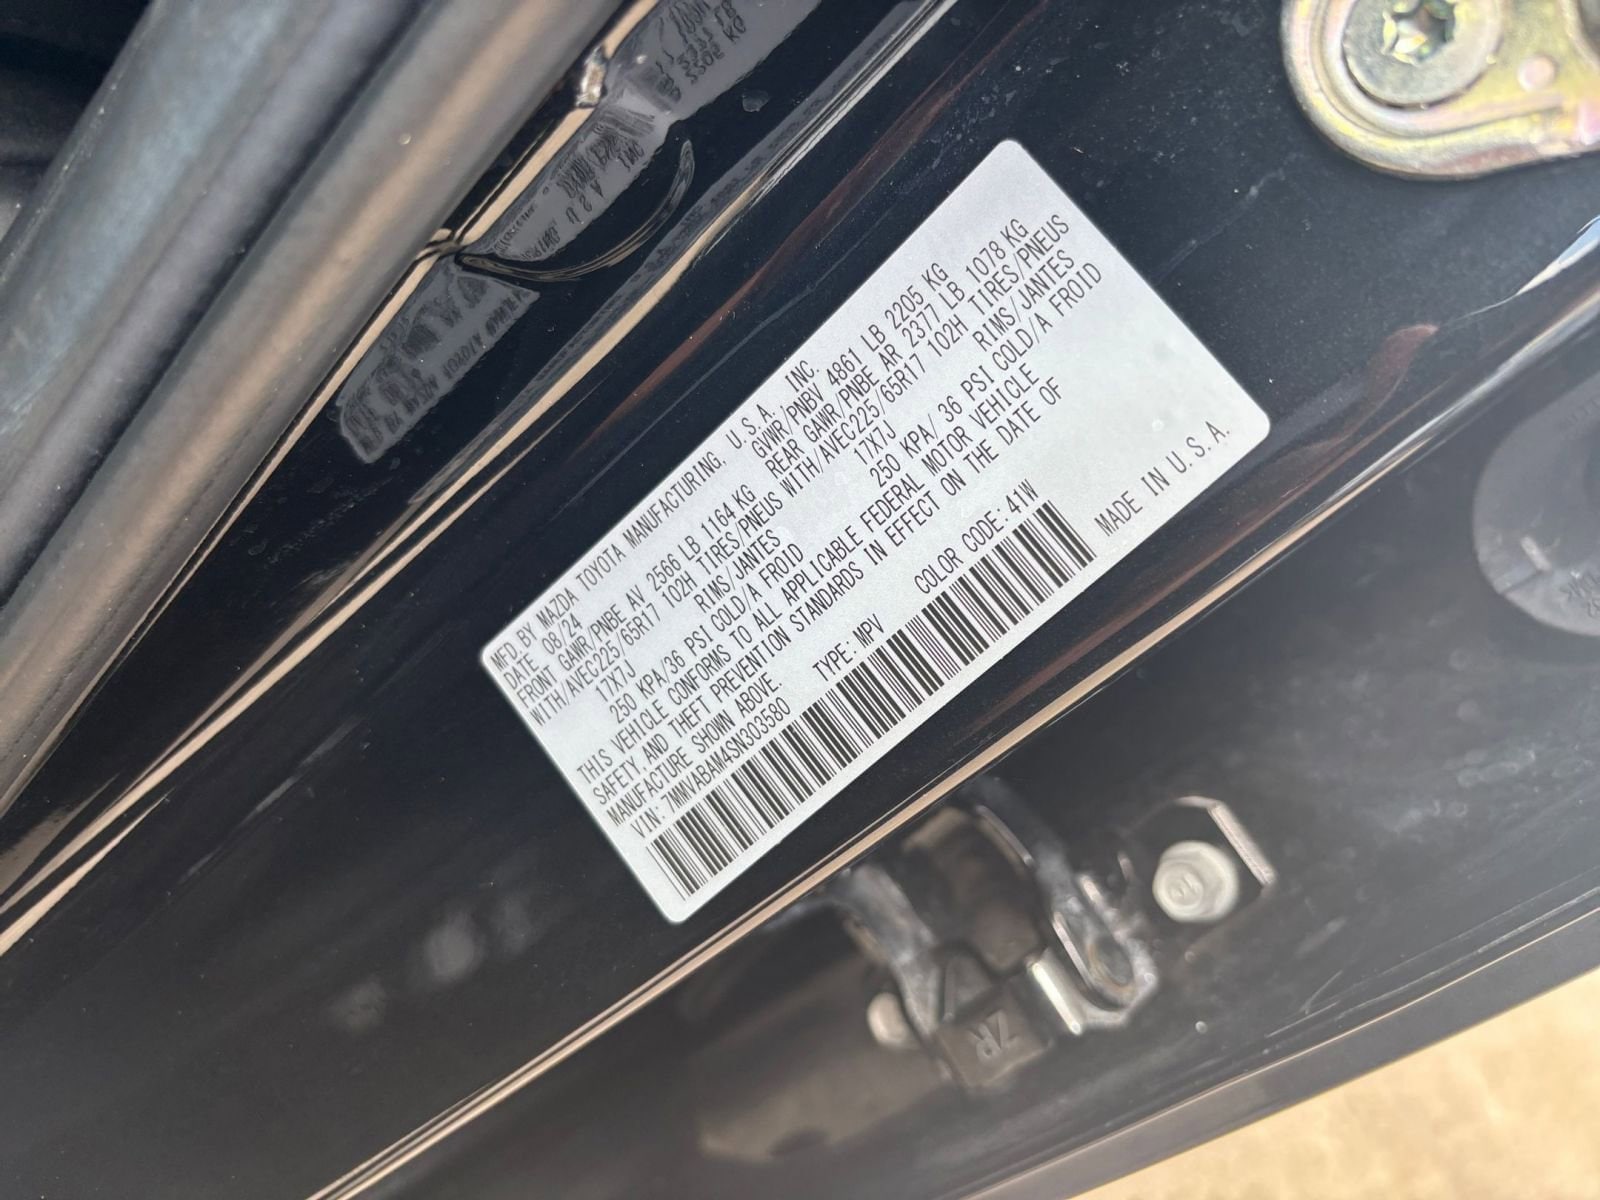 MFD. BY MAZDA TOYOTA MANUFACTURING, U.S.A. INC.
DATE 08/24 GVWR/PNBV 4861 LB 2205 KG
FRONT GAWR/PNBE AV 2566 LB 1164 KG REAR GAWR/PNBE AR 2377 LB 1078 KG
WITH/AVEC225/65R17 102H TIRES/PNEUS WITH/AVEC225/65R17 102H TIRES/PNEUS
17X7J RIMS/JANTES 17X7J RIMS/JANTES
250 KPA/36 PSI COLD/A FROID 250 KPA/ 36 PSI COLD/A FROID
THIS VEHICLE CONFORMS TO ALL APPLICABLE FEDERAL MOTOR VEHICLE
SAFETY, AND THEFT PREVENTION STANDARDS IN EFFECT ON THE DATE OF
MANUFACTURE SHOWN ABOVE.
VIN: 7MMVABAM4SN303580 TYPE: MPV COLOR CODE: 41W
MADE IN U.S.A.
10
7R